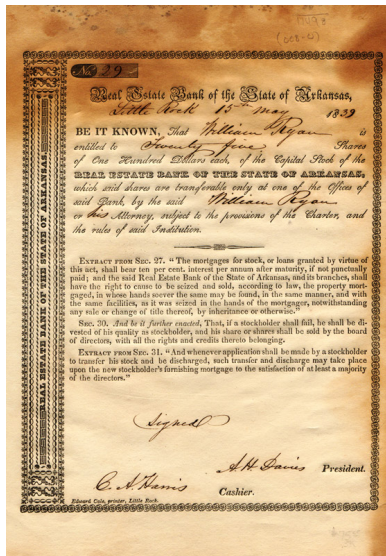 No. 29
Real Estate Bank of the State of Arkansas,
Little Rock 15th May 1839
BE IT KNOWN, That William Ryan is
entitled to Twenty five Shares
of One Hundred Dollars each, of the Capital Stock of the
REAL ESTATE BANK OF THE STATE OF ARKANSAS,
which said shares are transferable only at one of the Offices of
said Bank, by the said William Ryan
or his Attorney, subject to the provisions of the Charter, and
the rules of said Institution.
EXTRACT FROM SEC. 27. “The mortgages for stock, or loans granted by virtue of
this act, shall bear ten per cent. interest per annum after maturity, if not punctually
paid; and the said Real Estate Bank of the State of Arkansas, and its branches, shall
have the right to cause to be seized and sold, according to law, the property mort-
gaged, in whose hands soever the same may be found, in the same manner, and with
the same facilities, as it was seized in the hands of the mortgager, notwithstanding
any sale or change of title thereof, by inheritance or otherwise.”
SEC. 30. And be it further enacted, That, if a stockholder shall fail, he shall be di-
vested of his quality as stockholder, and his share or shares shall be sold by the board
of directors, with all the rights and credits thereto belonging.
EXTRACT FROM SEC. 31. “And whenever application shall be made by a stockholder
to transfer his stock and be discharged, such transfer and discharge may take place
upon the new stockholder's furnishing mortgage to the satisfaction of at least a majority
of the directors.”
Signed
A H Davies President.
C. A. Harris Cashier.
Edward Cole, printer, Little Rock.
REAL ESTATE BANK OF THE STATE OF ARKANSAS.